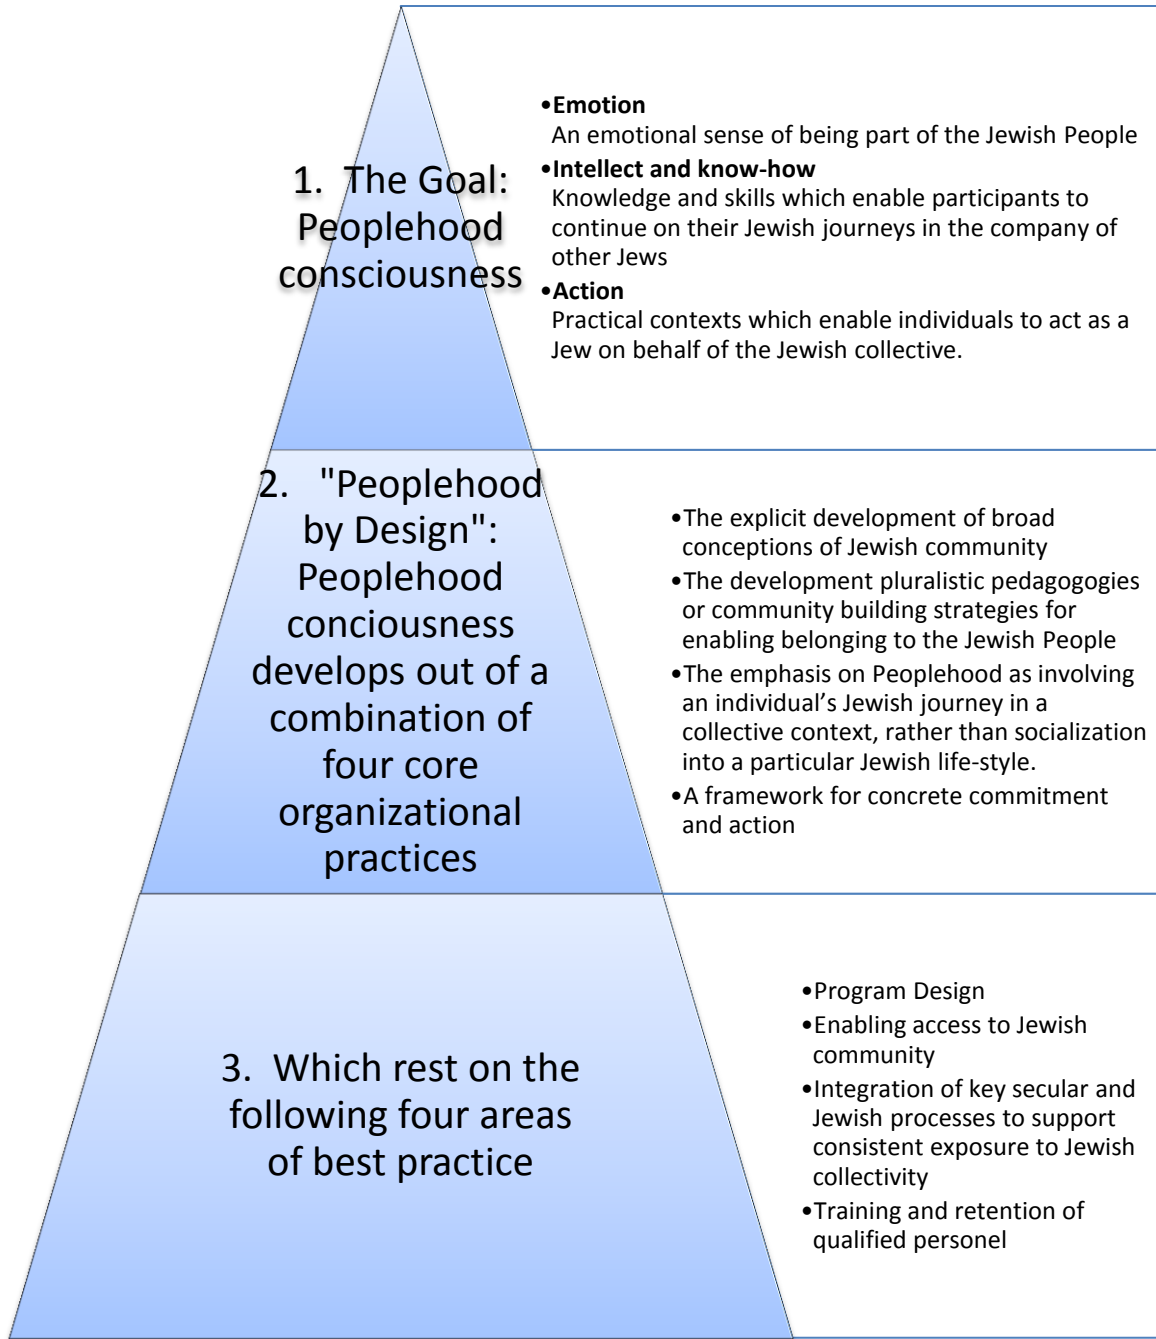 1. The Goal:
Peoplehood
consciousness
•Emotion
An emotional sense of being part of the Jewish People
•Intellect and know-how
Knowledge and skills which enable participants to
continue on their Jewish journeys in the company of
other Jews
•Action
Practical contexts which enable individuals to act as a
Jew on behalf of the Jewish collective.
2. "Peoplehood
by Design":
Peoplehood
conciousness
develops out of a
combination of
four core
organizational
practices
•The explicit development of broad
conceptions of Jewish community
•The development pluralistic pedagogogies
or community building strategies for
enabling belonging to the Jewish People
•The emphasis on Peoplehood as involving
an individual’s Jewish journey in a
collective context, rather than socialization
into a particular Jewish life-style.
•A framework for concrete commitment
and action
3. Which rest on the
following four areas
of best practice
•Program Design
•Enabling access to Jewish
community
•Integration of key secular and
Jewish processes to support
consistent exposure to Jewish
collectivity
•Training and retention of
qualified personel